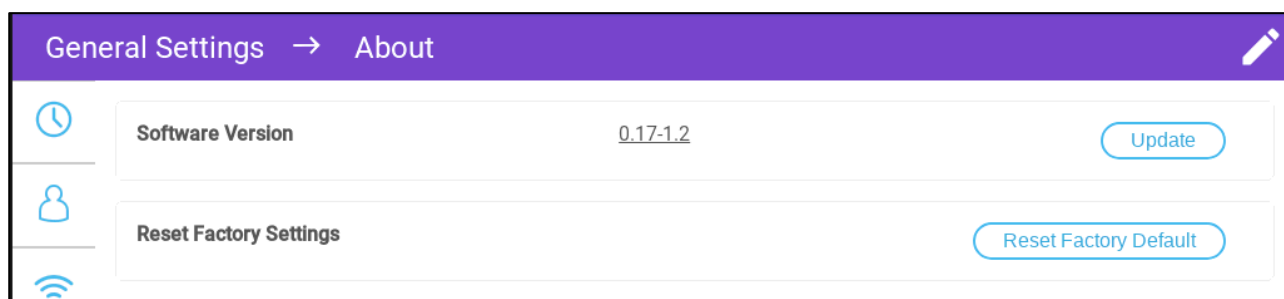 General Settings → About
Software Version 0.17-1.2 Update
Reset Factory Settings Reset Factory Default